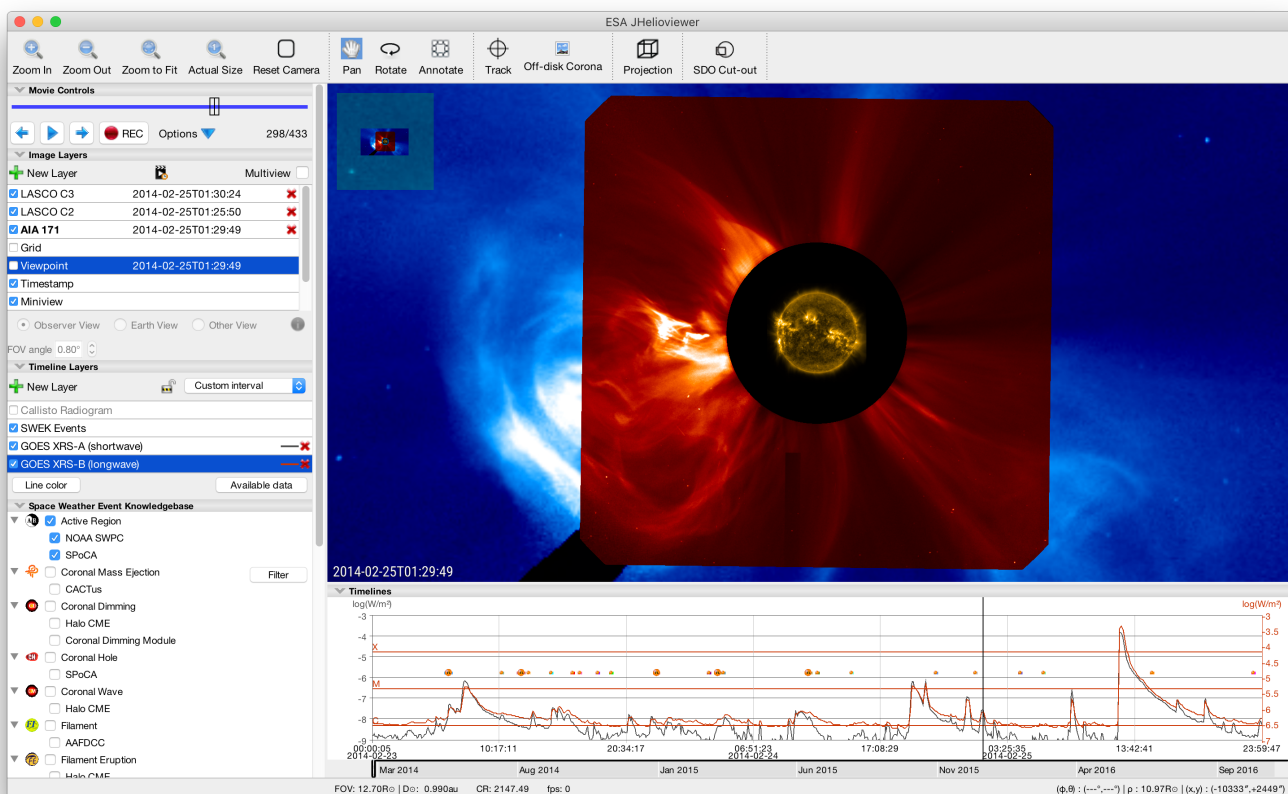 ESA JHelioviewer
Zoom In Zoom Out Zoom to Fit Actual Size Reset Camera Pan Rotate Annotate Track Off-disk Corona Projection SDO Cut-out
Movie Controls
REC Options 298/433
Image Layers
New Layer Multiview
LASCO C3 2014-02-25T01:30:24
LASCO C2 2014-02-25T01:25:50
AIA 171 2014-02-25T01:29:49
Grid
Viewpoint 2014-02-25T01:29:49
Timestamp
Miniview
Observer View Earth View Other View
FOV angle 0.80°
Timeline Layers
New Layer Custom interval
Callisto Radiogram
SWEK Events
GOES XRS-A (shortwave)
GOES XRS-B (longwave)
Line color Available data
Space Weather Event Knowledgebase
Active Region
NOAA SWPC
SPoCA
Coronal Mass Ejection Filter
CACTus
Coronal Dimming
Halo CME
Coronal Dimming Module
Coronal Hole
SPoCA
Coronal Wave
Halo CME
Filament
AAFDCC
Filament Eruption
Halo CME
2014-02-25T01:29:49
Timelines
log(W/m²) log(W/m²)
-3 -3
3.5
-4
X 4
-5 4.5
5
-6
M 5.5
-7 6
-8 6.5
-9 -7
00:00:05 10:17:11 20:34:17 06:51:23 17:08:29 03:25:35 13:42:41 23:59:47
2014-02-23 2014-02-24 2014-02-25
Mar 2014 Aug 2014 Jan 2015 Jun 2015 Nov 2015 Apr 2016 Sep 2016
FOV: 12.70R☉ | D☉: 0.990au CR: 2147.49 fps: 0 (φ,θ) : (---°,---°) | ρ : 10.97R☉ | (x,y) : (-10333″,+2449″)